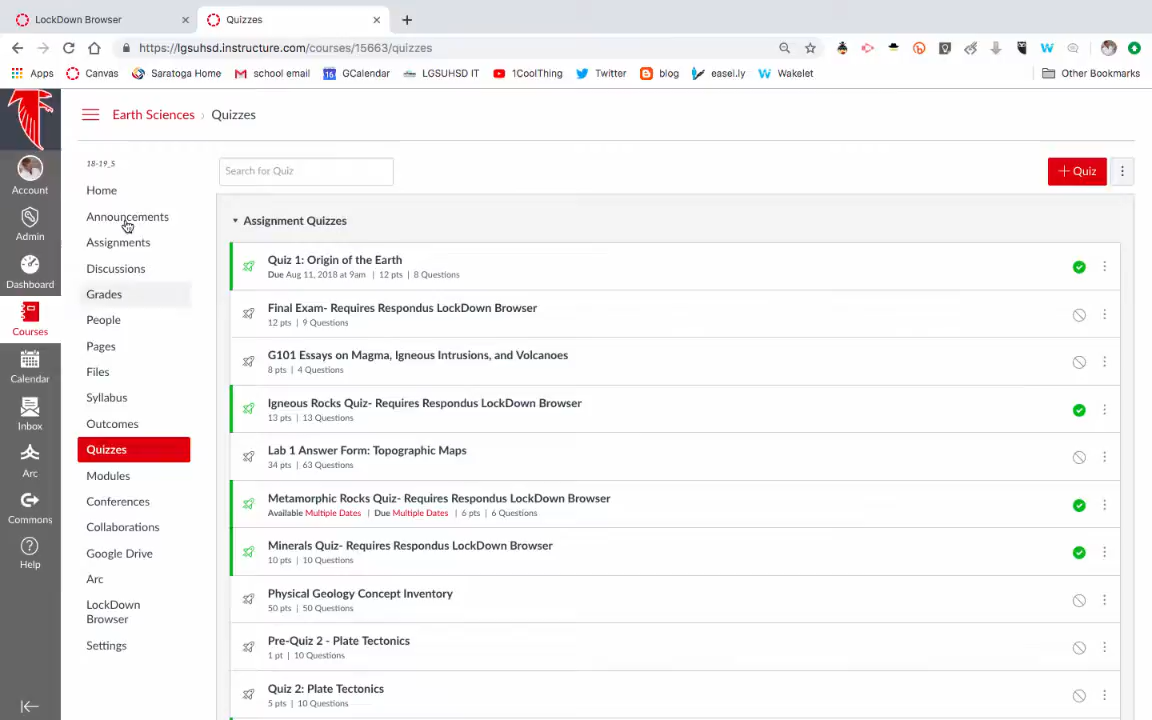 LockDown Browser
Quizzes
https://lgsuhsd.instructure.com/courses/15663/quizzes
Apps
Canvas
Saratoga Home
school email
16
GCalendar
LGSUHSD IT
1CoolThing
Twitter
blog
easel.ly
Wakelet
Other Bookmarks
Earth Sciences › Quizzes
Account
Admin
Dashboard
Courses
Calendar
Inbox
Arc
Commons
Help
18-19_S
Home
Announcements
Assignments
Discussions
Grades
People
Pages
Files
Syllabus
Outcomes
Quizzes
Modules
Conferences
Collaborations
Google Drive
Arc
LockDown
Browser
Settings
Search for Quiz
+ Quiz
Assignment Quizzes
Quiz 1: Origin of the Earth
Due Aug 11, 2018 at 9am | 12 pts | 8 Questions
Final Exam- Requires Respondus LockDown Browser
12 pts | 9 Questions
G101 Essays on Magma, Igneous Intrusions, and Volcanoes
8 pts | 4 Questions
Igneous Rocks Quiz- Requires Respondus LockDown Browser
13 pts | 13 Questions
Lab 1 Answer Form: Topographic Maps
34 pts | 63 Questions
Metamorphic Rocks Quiz- Requires Respondus LockDown Browser
Available Multiple Dates | Due Multiple Dates | 6 pts | 6 Questions
Minerals Quiz- Requires Respondus LockDown Browser
10 pts | 10 Questions
Physical Geology Concept Inventory
50 pts | 50 Questions
Pre-Quiz 2 - Plate Tectonics
1 pt | 10 Questions
Quiz 2: Plate Tectonics
5 pts | 10 Questions